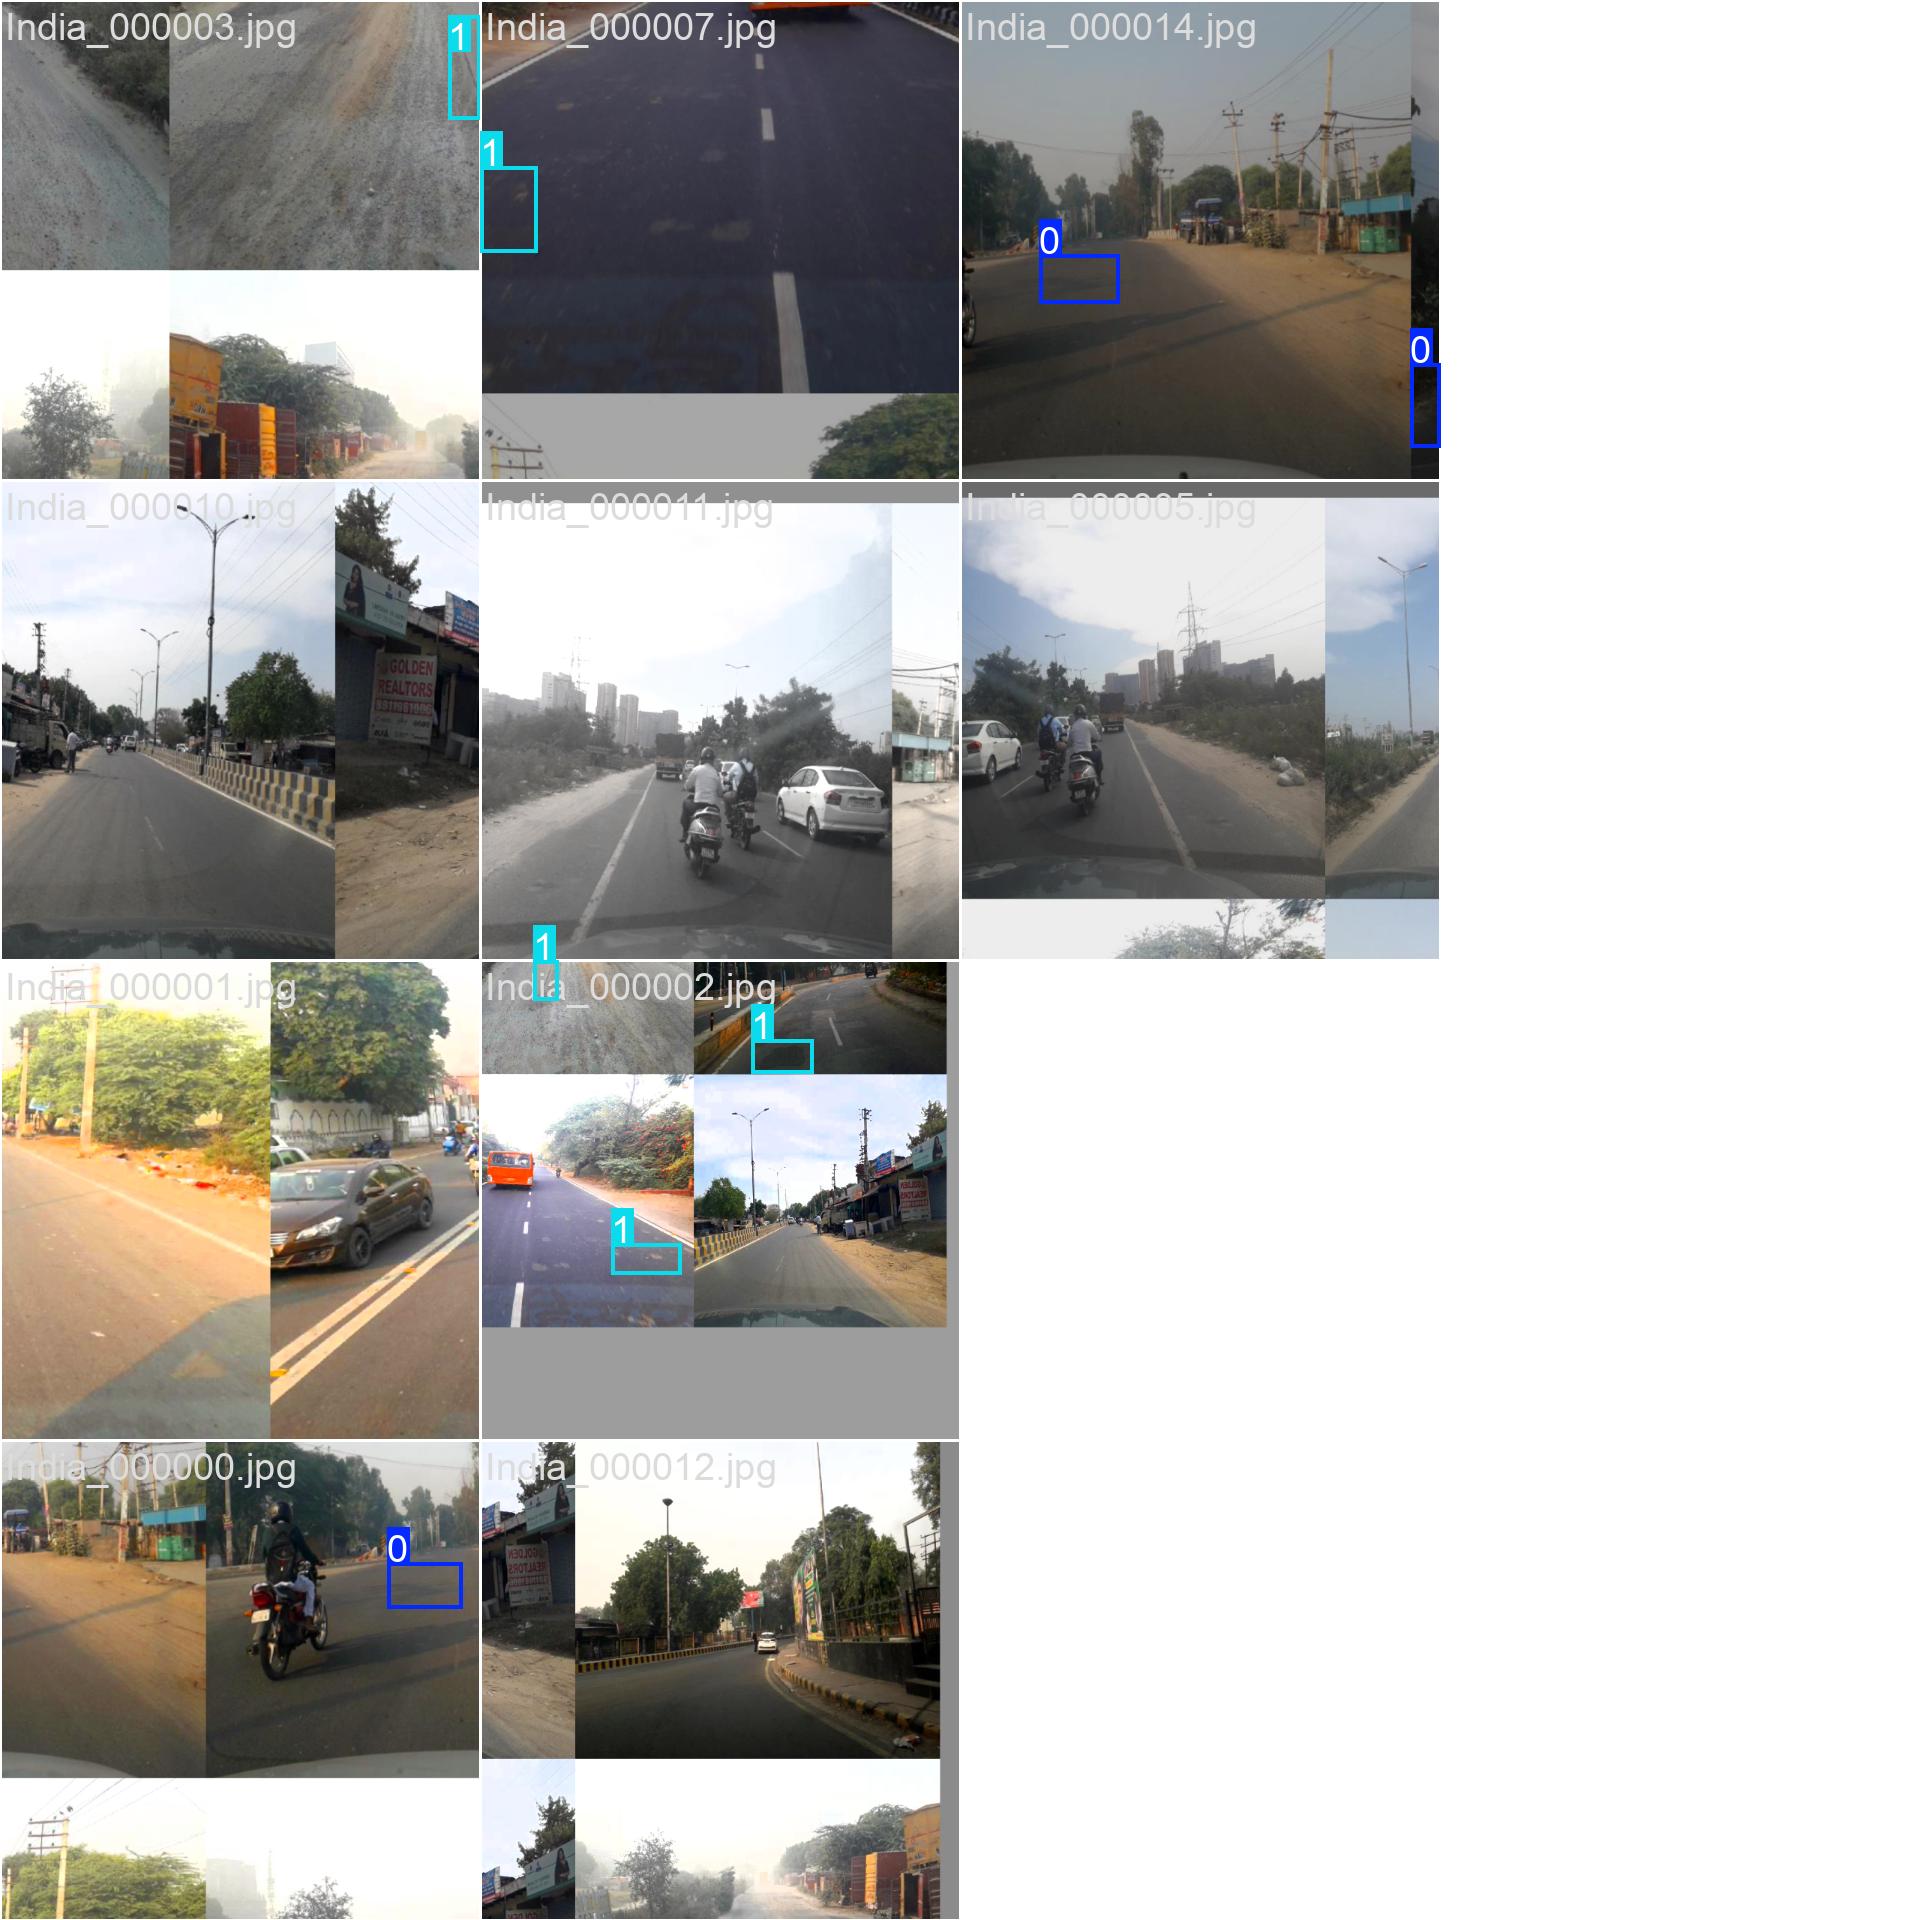 India_000003.jpg
1
India_000007.jpg
1
India_000014.jpg
0
0
India_000010.jpg
GOLDEN
REALTORS
India_000011.jpg
India_000005.jpg
India_000001.jpg
1
India_000002.jpg
1
1
India_000000.jpg
0
India_000012.jpg